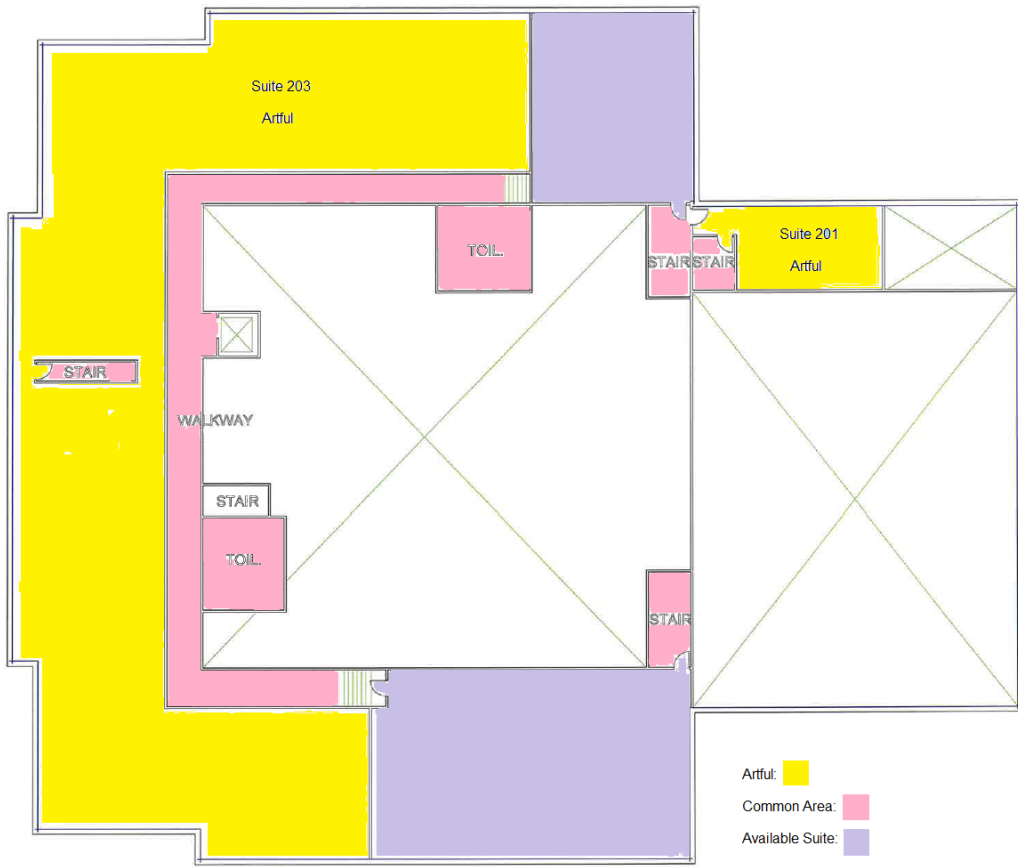 Suite 203
Artful
Suite 201
Artful
TOIL.
STAIR
STAIR
STAIR
WALKWAY
STAIR
TOIL.
STAIR
Artful:
Common Area:
Available Suite: